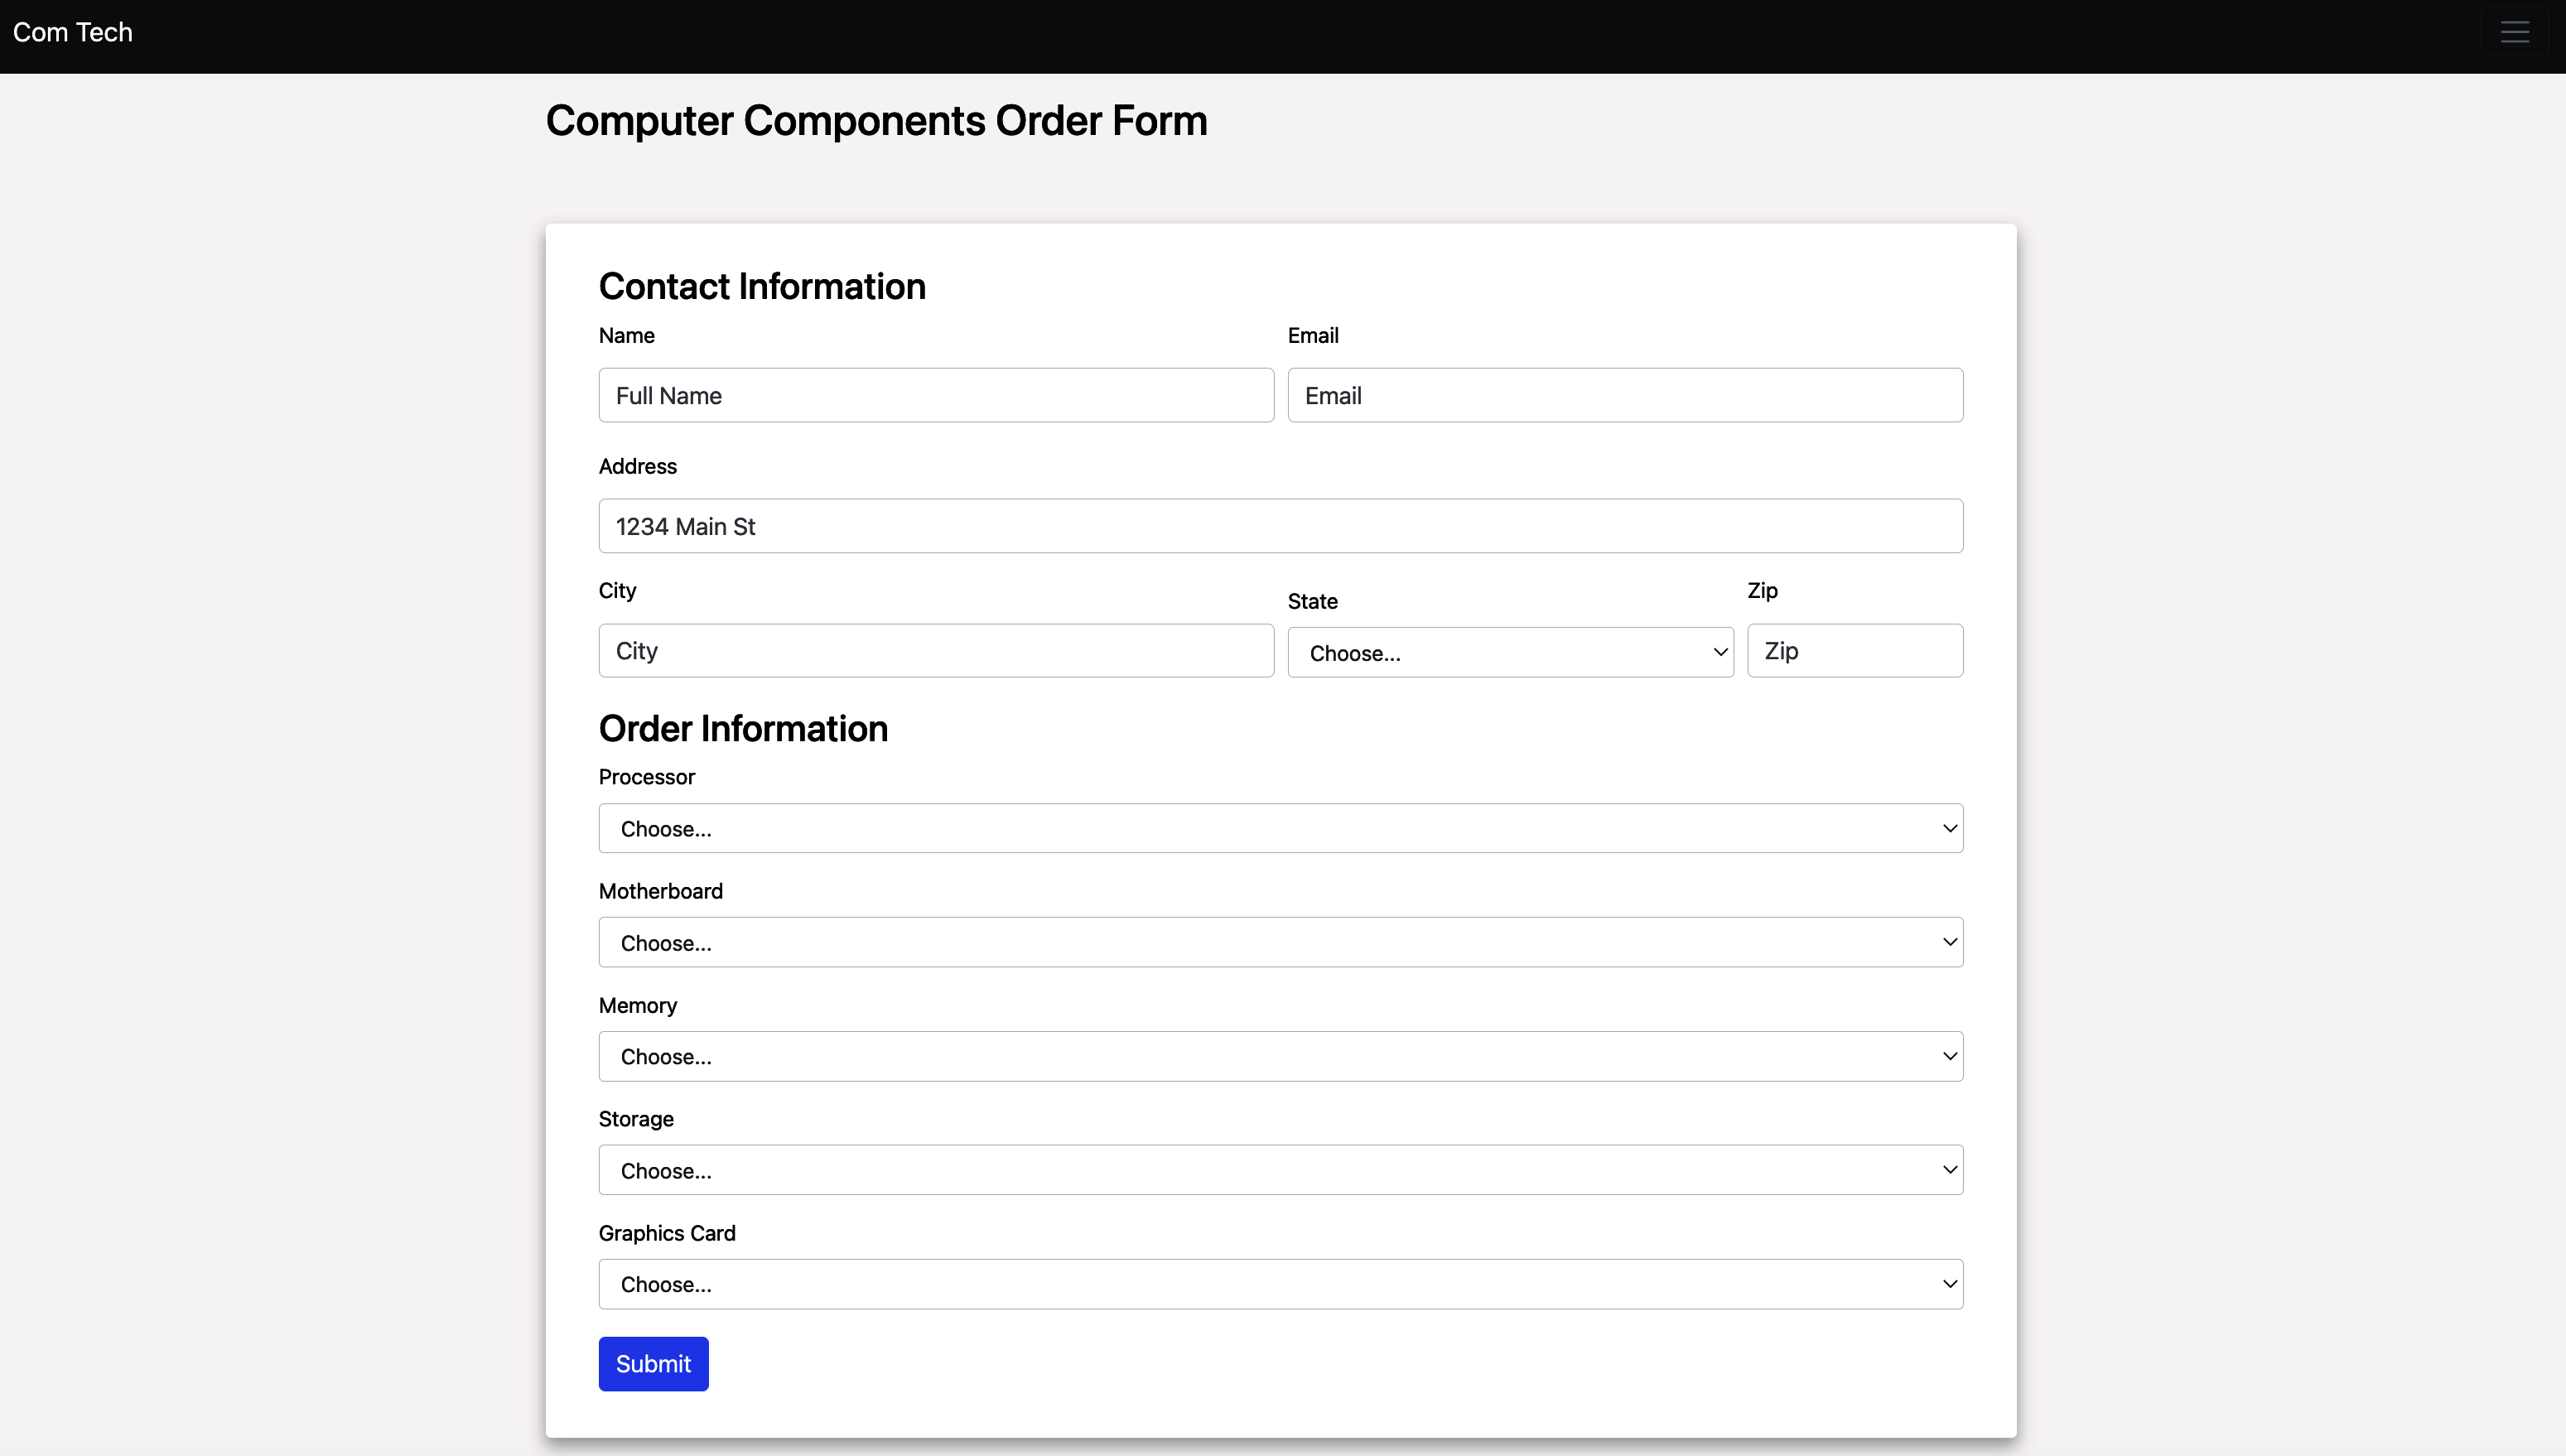 Com Tech
Computer Components Order Form
Contact Information
Name Email
Full Name Email
Address
1234 Main St
City State Zip
City Choose... Zip
Order Information
Processor
Choose...
Motherboard
Choose...
Memory
Choose...
Storage
Choose...
Graphics Card
Choose...
Submit